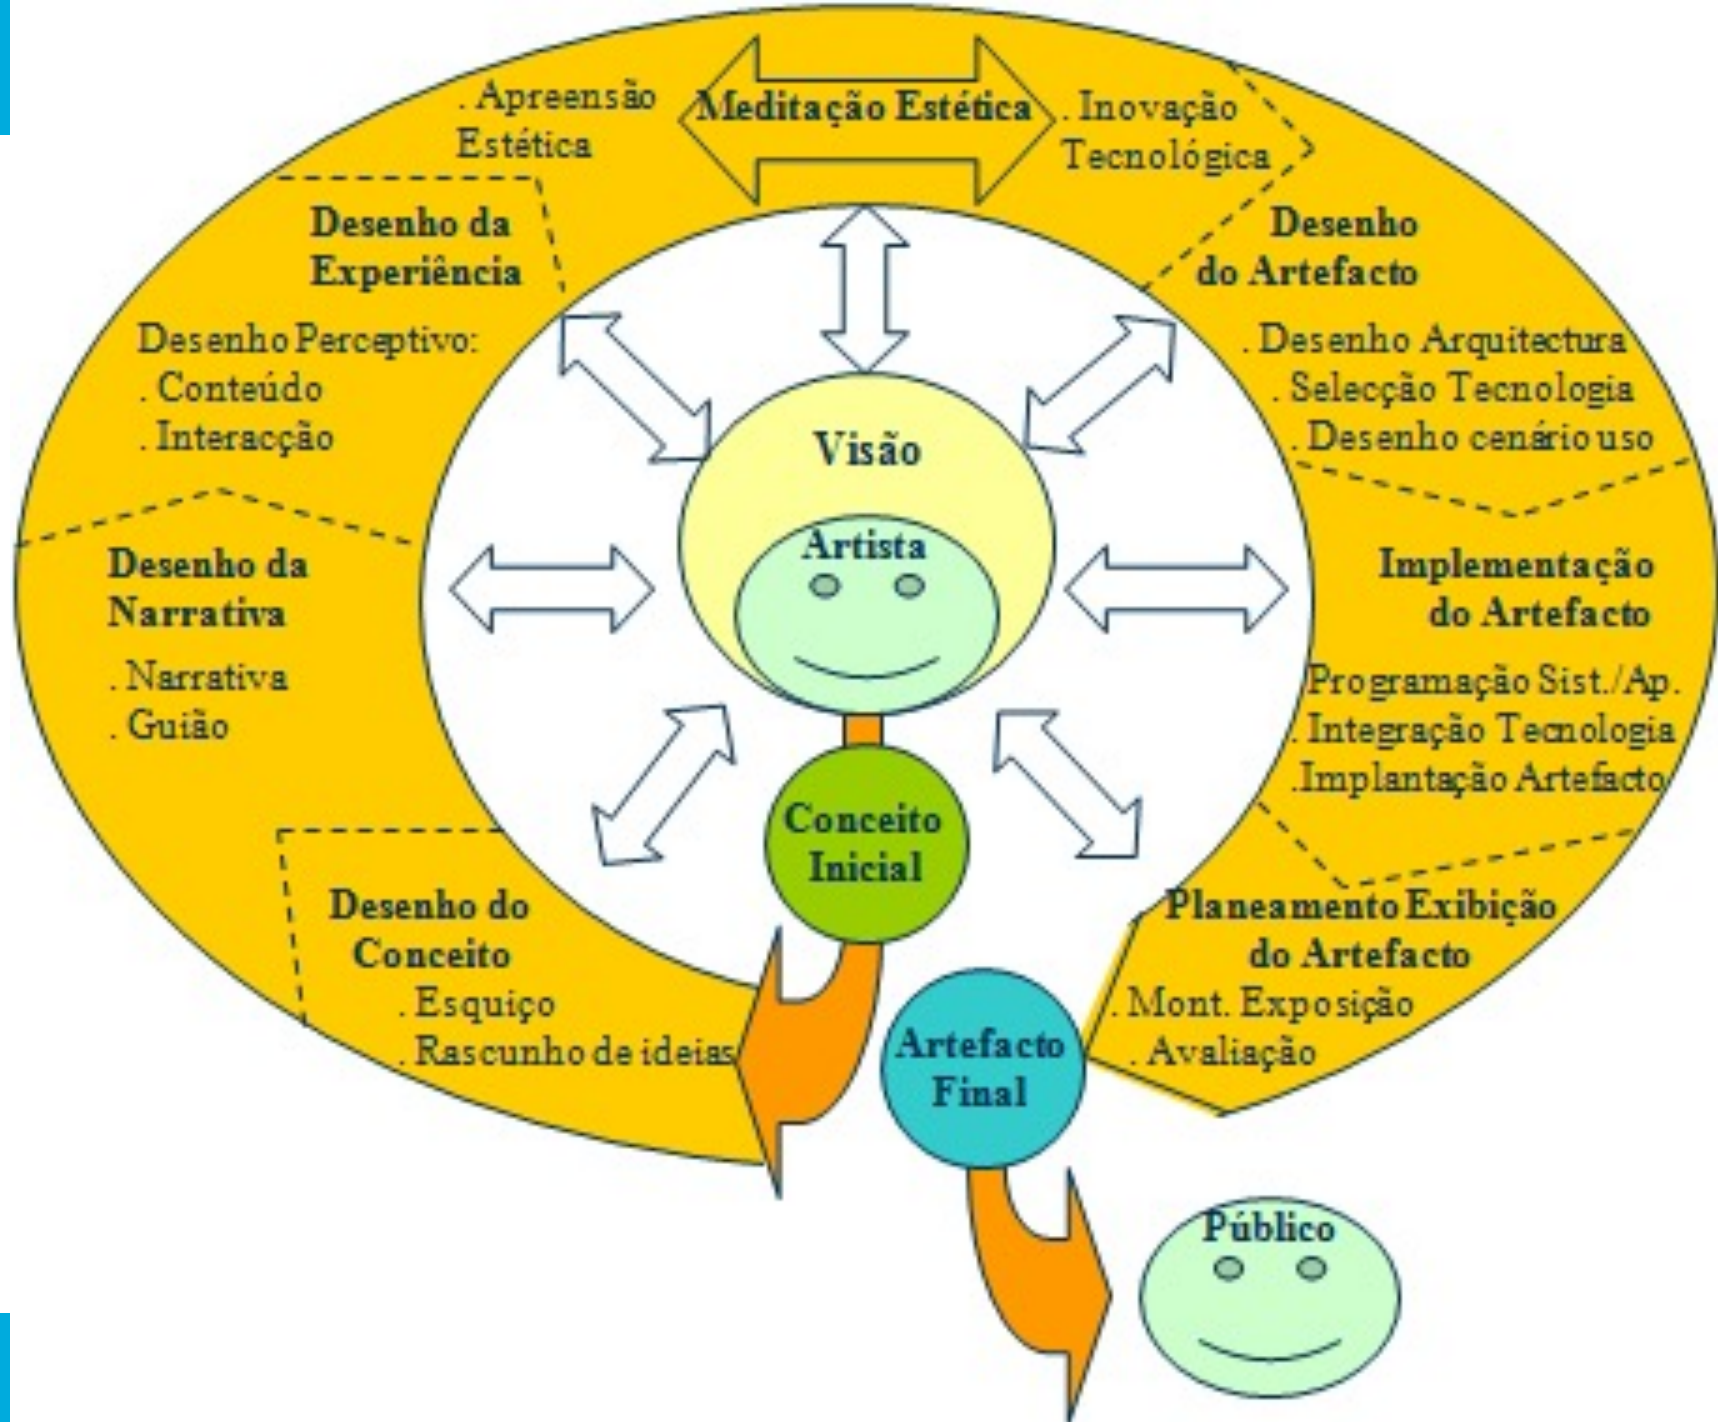 . Apreensão
Estética
Meditação Estética
. Inovação
Tecnológica
Desenho da
Experiência
Desenho Perceptivo:
. Conteúdo
. Interacção
Desenho da
Narrativa
. Narrativa
. Guião
Desenho do
Conceito
. Esquiço
. Rascunho de ideias
Visão
Artista
Conceito
Inicial
Desenho
do Artefacto
. Desenho Arquitectura
. Selecção Tecnologia
. Desenho cenário uso
Implementação
do Artefacto
Programação Sist./Ap.
. Integração Tecnologia
.Implantação Artefacto
Planeamento Exibição
do Artefacto
. Mont. Exposição
. Avaliação
Artefacto
Final
Público